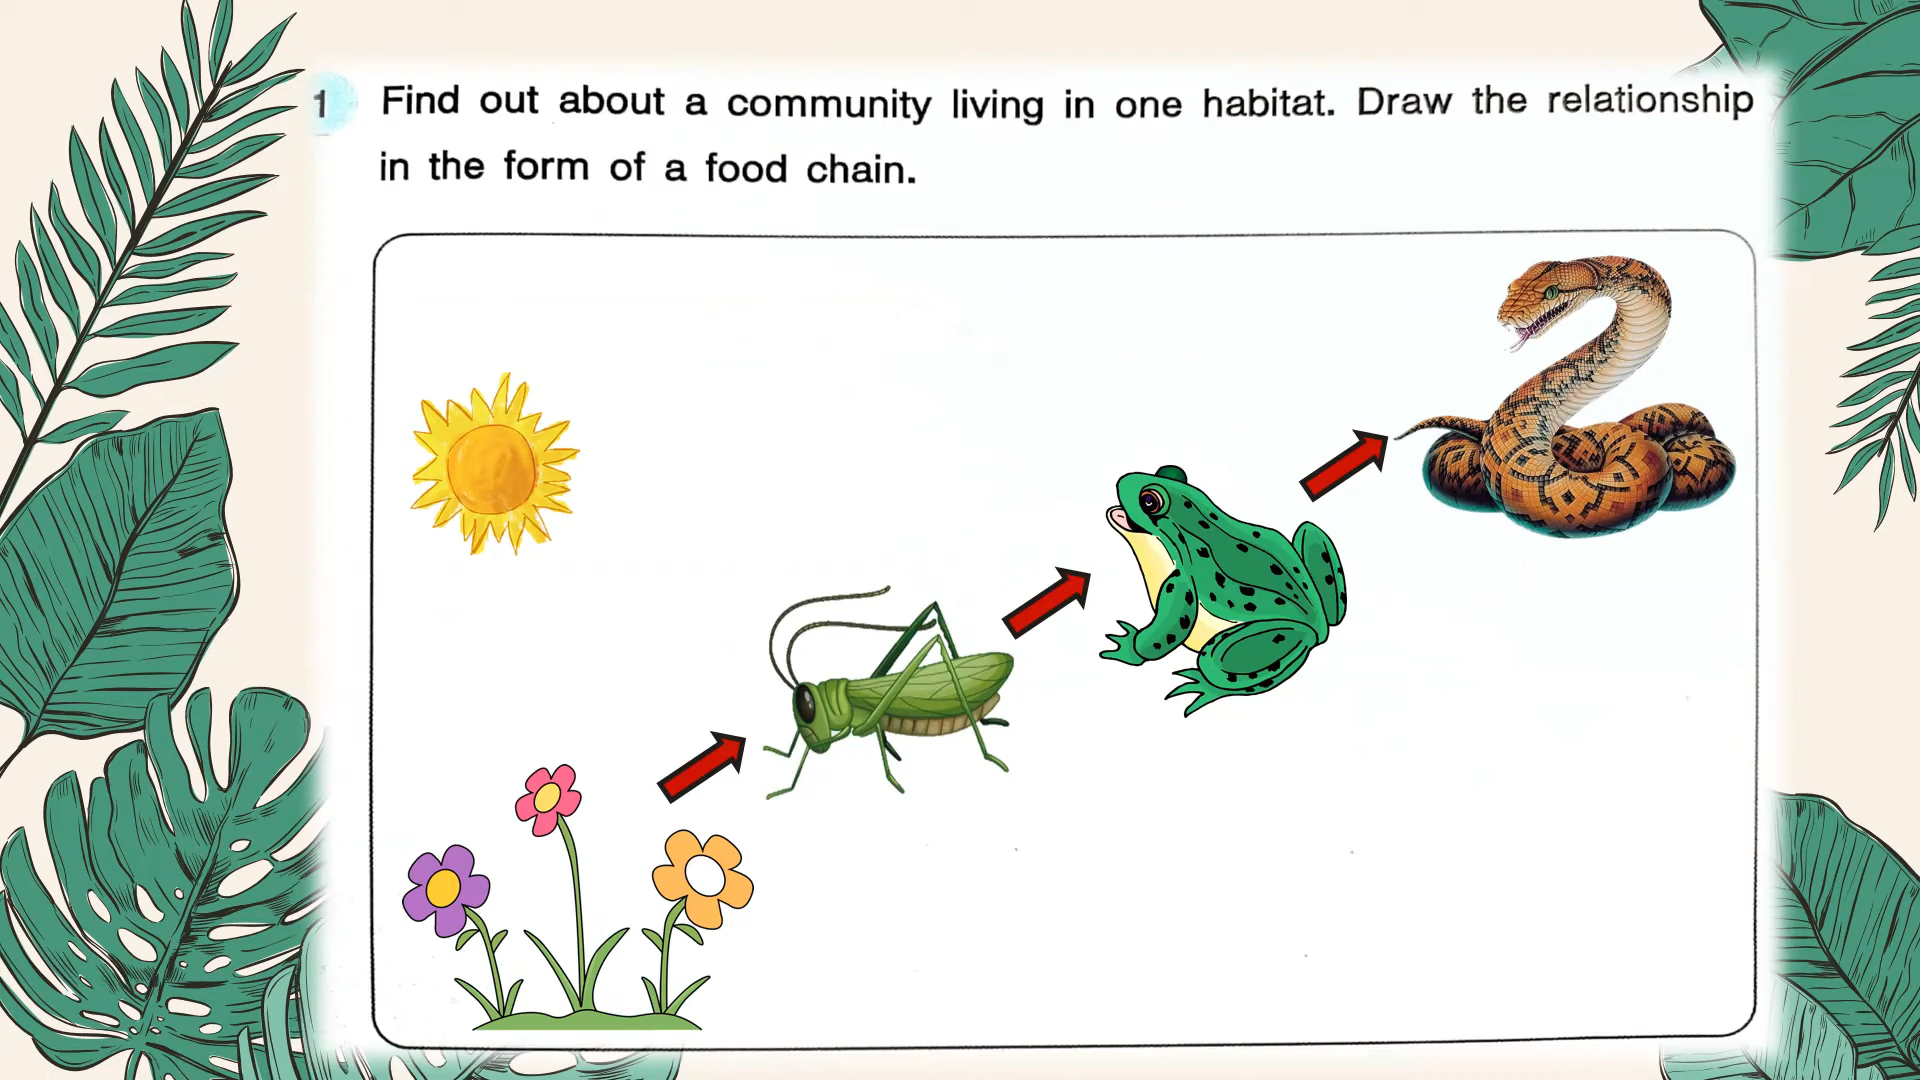 1 Find out about a community living in one habitat. Draw the relationship
in the form of a food chain.